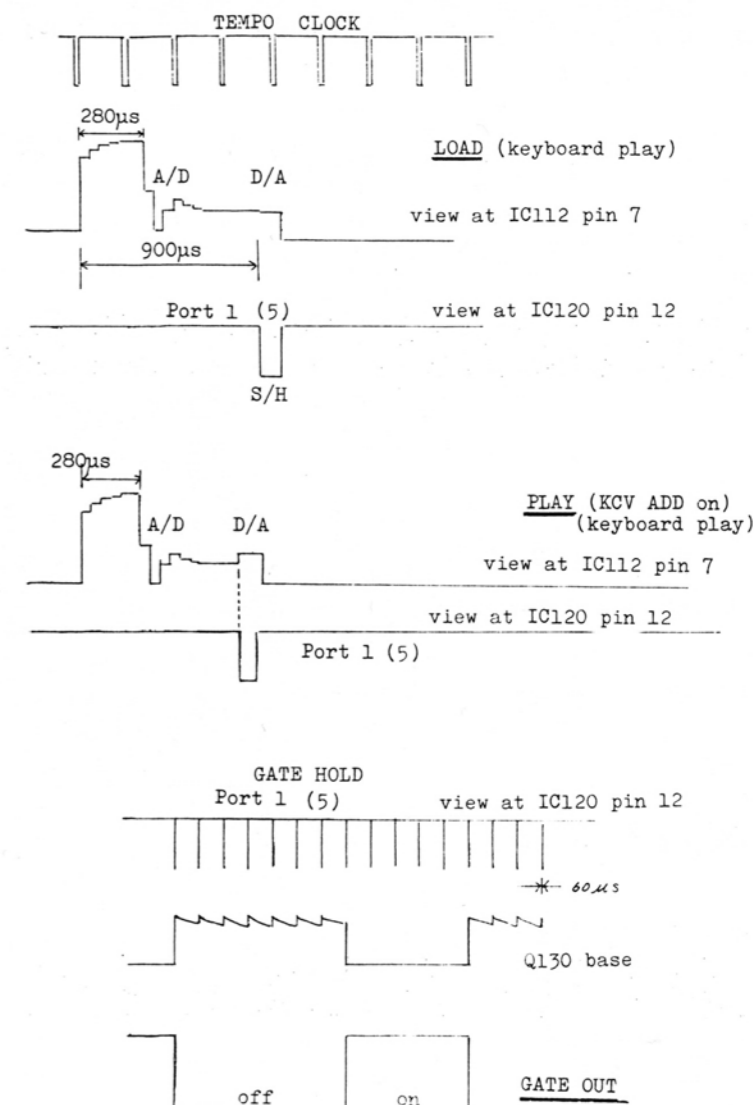 TEMPO CLOCK
280µs
LOAD (keyboard play)
A/D D/A
view at IC112 pin 7
900µs
Port 1 (5) view at IC120 pin 12
S/H
280µs
PLAY (KCV ADD on)
(keyboard play)
A/D D/A
view at IC112 pin 7
view at IC120 pin 12
Port 1 (5)
GATE HOLD
Port 1 (5) view at IC120 pin 12
60µs
Q130 base
GATE OUT
off on